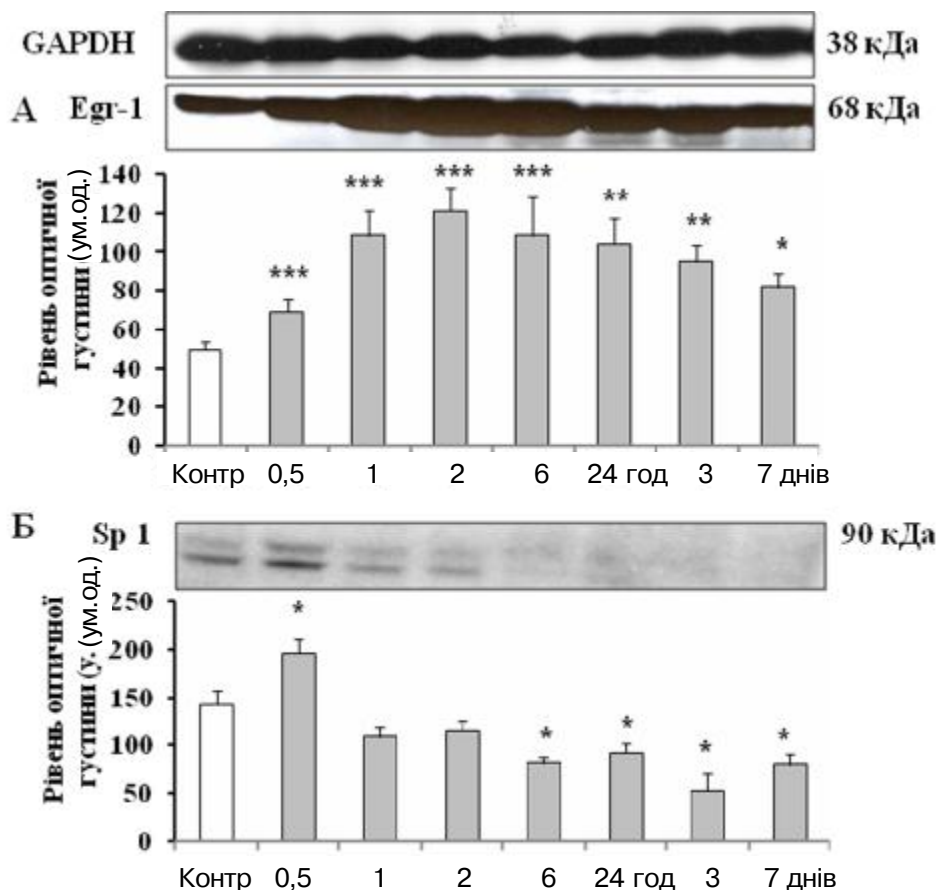 GAPDH 38 кДа
А Egr-1 68 кДа
Рівень оптичної
густини (ум.од.)
140
120
100
80
60
40
20
0
*** *** *** *** ** ** *
Контр 0,5 1 2 6 24 год 3 7 днів
Б Sp 1 90 кДа
Рівень оптичної
густини (у. (ум.од.)
250
200
150
100
50
0
* * * * *
Контр 0,5 1 2 6 24 год 3 7 днів